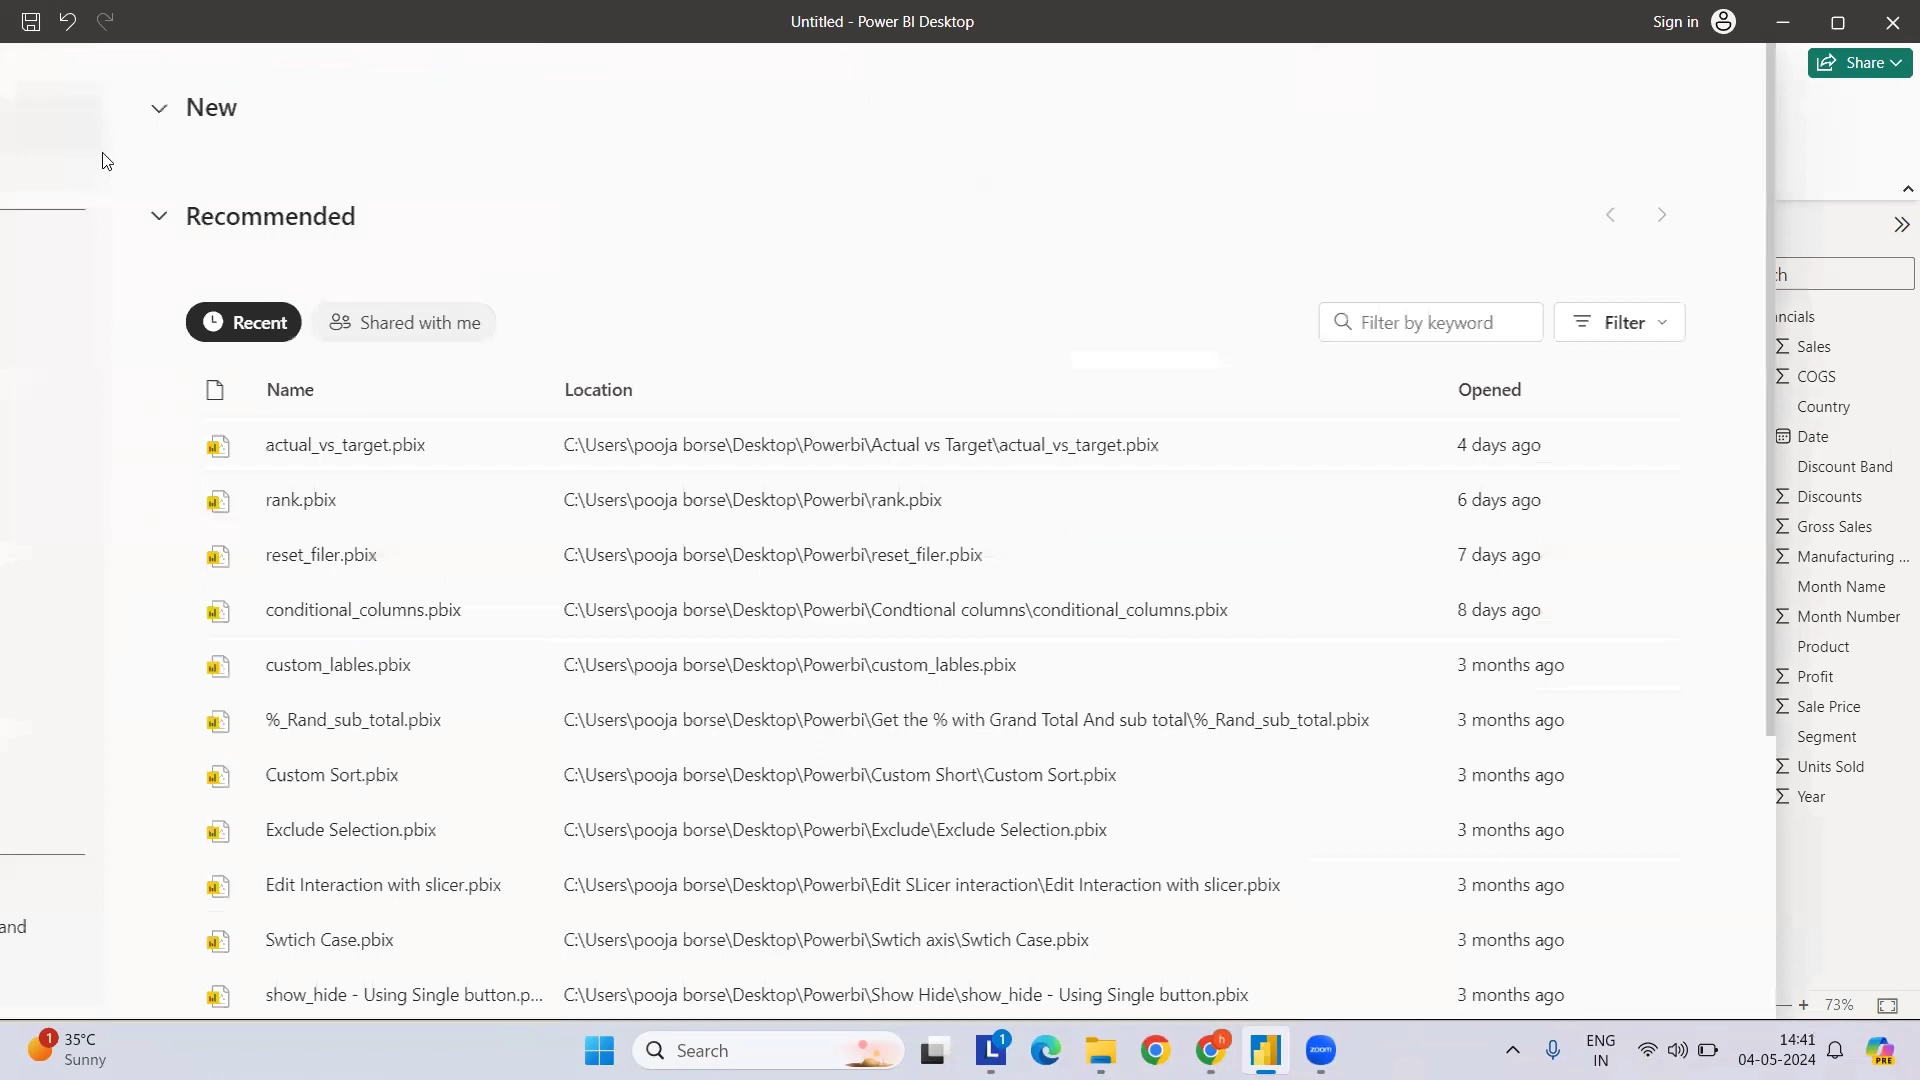 Untitled - Power BI Desktop
Sign in
Share
New
Recommended
Recent
Shared with me
Filter by keyword
Filter
Name Location Opened
actual_vs_target.pbix C:\Users\pooja borse\Desktop\Powerbi\Actual vs Target\actual_vs_target.pbix 4 days ago
rank.pbix C:\Users\pooja borse\Desktop\Powerbi\rank.pbix 6 days ago
reset_filer.pbix C:\Users\pooja borse\Desktop\Powerbi\reset_filer.pbix 7 days ago
conditional_columns.pbix C:\Users\pooja borse\Desktop\Powerbi\Condtional columns\conditional_columns.pbix 8 days ago
custom_lables.pbix C:\Users\pooja borse\Desktop\Powerbi\custom_lables.pbix 3 months ago
%_Rand_sub_total.pbix C:\Users\pooja borse\Desktop\Powerbi\Get the % with Grand Total And sub total\%_Rand_sub_total.pbix 3 months ago
Custom Sort.pbix C:\Users\pooja borse\Desktop\Powerbi\Custom Short\Custom Sort.pbix 3 months ago
Exclude Selection.pbix C:\Users\pooja borse\Desktop\Powerbi\Exclude\Exclude Selection.pbix 3 months ago
Edit Interaction with slicer.pbix C:\Users\pooja borse\Desktop\Powerbi\Edit SLicer interaction\Edit Interaction with slicer.pbix 3 months ago
Swtich Case.pbix C:\Users\pooja borse\Desktop\Powerbi\Swtich axis\Swtich Case.pbix 3 months ago
show_hide - Using Single button.p... C:\Users\pooja borse\Desktop\Powerbi\Show Hide\show_hide - Using Single button.pbix 3 months ago
and
ch
ncials
Sales
COGS
Country
Date
Discount Band
Discounts
Gross Sales
Manufacturing ...
Month Name
Month Number
Product
Profit
Sale Price
Segment
Units Sold
Year
73%
1
35°C
Sunny
Search
L
1
h
zoom
ENG
IN
14:41
04-05-2024
PRE